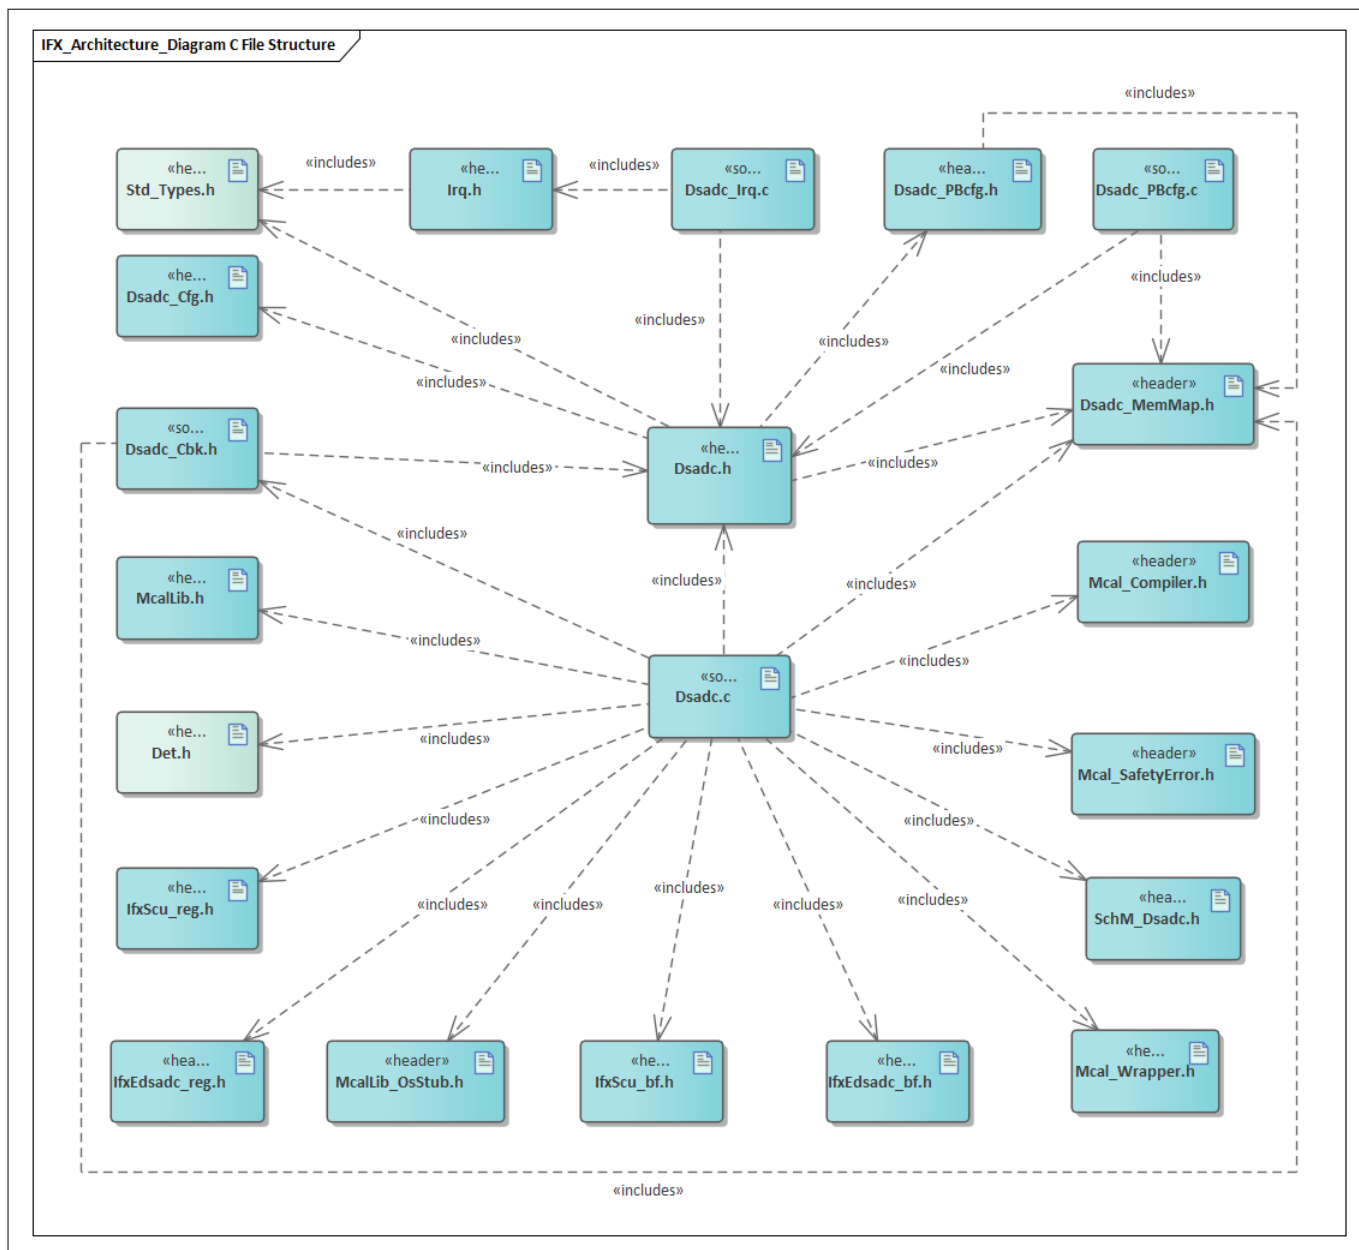 IFX_Architecture_Diagram C File Structure
«includes»
«he...
Std_Types.h
«includes»
«he...
Irq.h
«includes»
«so...
Dsadc_Irq.c
«hea...
Dsadc_PBcfg.h
«so...
Dsadc_PBcfg.c
«he...
Dsadc_Cfg.h
«includes»
«includes»
«includes»
«includes»
«includes»
«includes»
«includes»
«header»
Dsadc_MemMap.h
«so...
Dsadc_Cbk.h
«includes»
«he...
Dsadc.h
«includes»
«includes»
«he...
McalLib.h
«includes»
«includes»
«includes»
«header»
Mcal_Compiler.h
«includes»
«includes»
«so...
Dsadc.c
«he...
Det.h
«includes»
«includes»
«header»
Mcal_SafetyError.h
«includes»
«includes»
«he...
IfxScu_reg.h
«includes»
«includes»
«includes»
«includes»
«includes»
«hea...
SchM_Dsadc.h
«hea...
IfxEdsadc_reg.h
«header»
McalLib_OsStub.h
«he...
IfxScu_bf.h
«he...
IfxEdsadc_bf.h
«he...
Mcal_Wrapper.h
«includes»